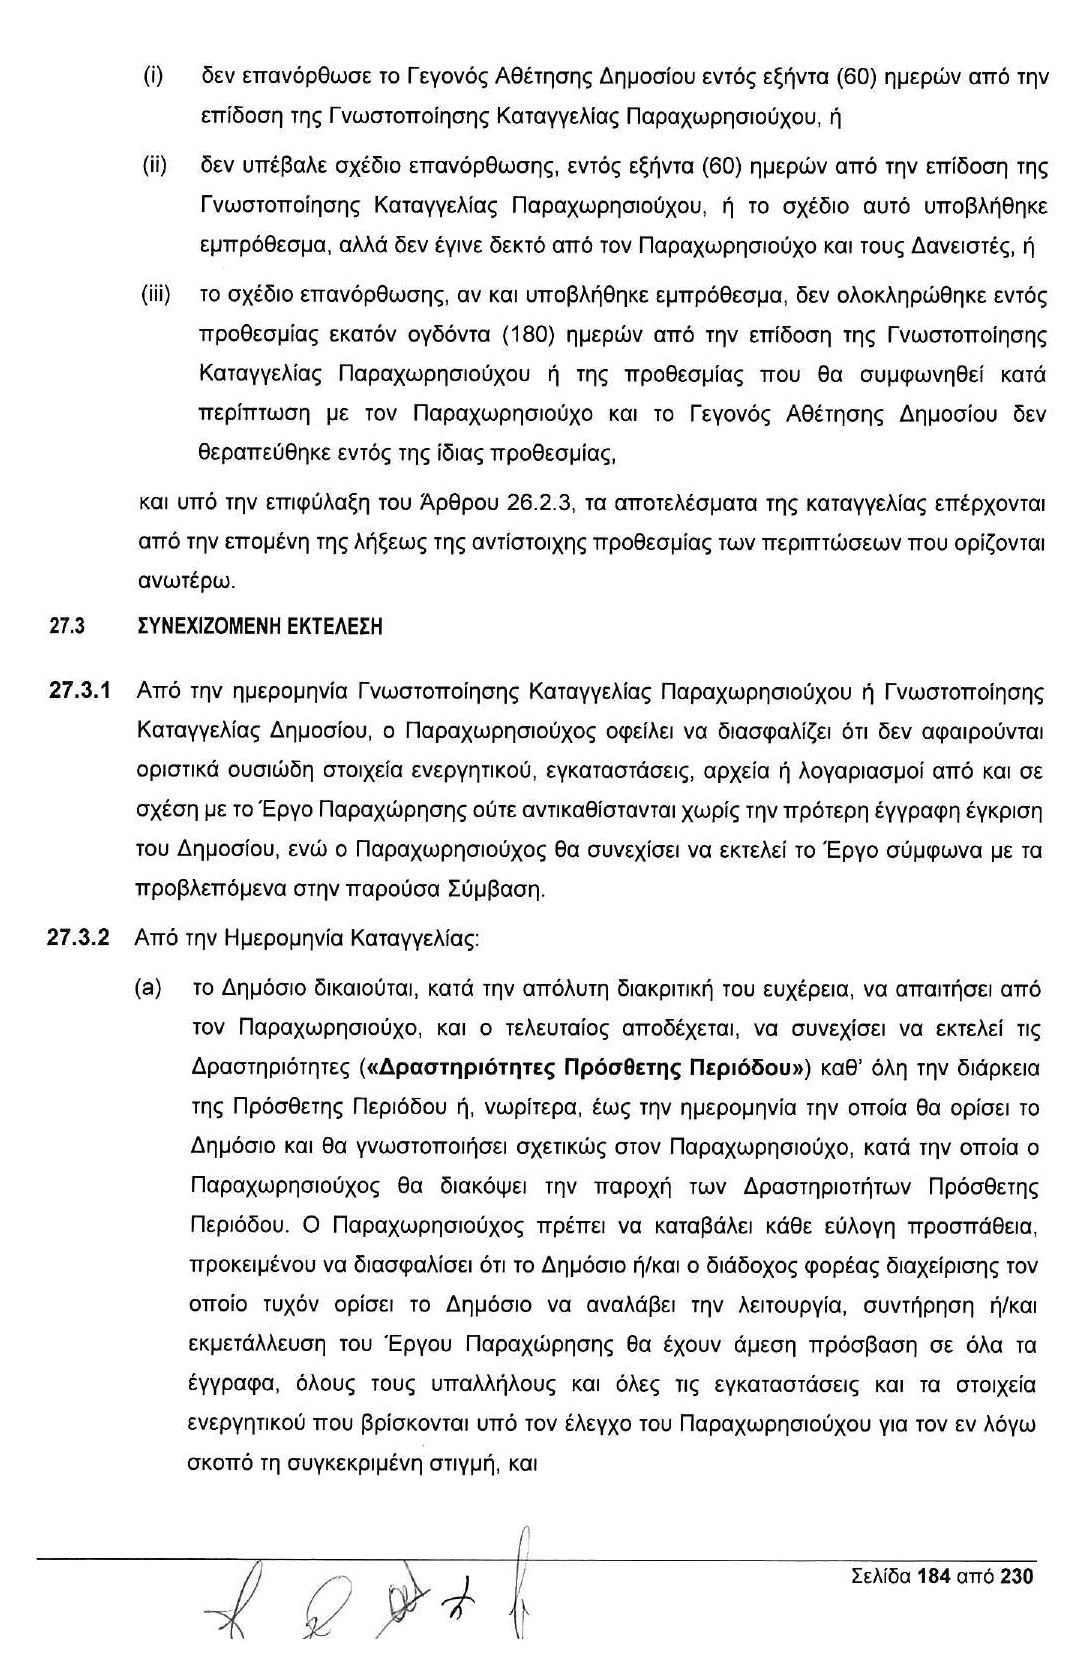 (i) δεν επανόρθωσε το Γεγονός Αθέτησης Δημοσίου εντός εξήντα (60) ημερών από την
επίδοση της Γνωστοποίησης Καταγγελίας Παραχωρησιούχου, ή
(ii) δεν υπέβαλε σχέδιο επανόρθωσης, εντός εξήντα (60) ημερών από την επίδοση της
Γνωστοποίησης Καταγγελίας Παραχωρησιούχου, ή το σχέδιο αυτό υποβλήθηκε
εμπρόθεσμα, αλλά δεν έγινε δεκτό από τον Παραχωρησιούχο και τους Δανειστές, ή
(iii) το σχέδιο επανόρθωσης, αν και υποβλήθηκε εμπρόθεσμα, δεν ολοκληρώθηκε εντός
προθεσμίας εκατόν ογδόντα (180) ημερών από την επίδοση της Γνωστοποίησης
Καταγγελίας Παραχωρησιούχου ή της προθεσμίας που θα συμφωνηθεί κατά
περίπτωση με τον Παραχωρησιούχο και το Γεγονός Αθέτησης Δημοσίου δεν
θεραπεύθηκε εντός της ίδιας προθεσμίας,
και υπό την επιφύλαξη του Άρθρου 26.2.3, τα αποτελέσματα της καταγγελίας επέρχονται
από την επομένη της λήξεως της αντίστοιχης προθεσμίας των περιπτώσεων που ορίζονται
ανωτέρω.
27.3 ΣΥΝΕΧΙΖΟΜΕΝΗ ΕΚΤΕΛΕΣΗ
27.3.1 Από την ημερομηνία Γνωστοποίησης Καταγγελίας Παραχωρησιούχου ή Γνωστοποίησης
Καταγγελίας Δημοσίου, ο Παραχωρησιούχος οφείλει να διασφαλίζει ότι δεν αφαιρούνται
οριστικά ουσιώδη στοιχεία ενεργητικού, εγκαταστάσεις, αρχεία ή λογαριασμοί από και σε
σχέση με το Έργο Παραχώρησης ούτε αντικαθίστανται χωρίς την πρότερη έγγραφη έγκριση
του Δημοσίου, ενώ ο Παραχωρησιούχος θα συνεχίσει να εκτελεί το Έργο σύμφωνα με τα
προβλεπόμενα στην παρούσα Σύμβαση.
27.3.2 Από την Ημερομηνία Καταγγελίας:
(a) το Δημόσιο δικαιούται, κατά την απόλυτη διακριτική του ευχέρεια, να απαιτήσει από
τον Παραχωρησιούχο, και ο τελευταίος αποδέχεται, να συνεχίσει να εκτελεί τις
Δραστηριότητες («Δραστηριότητες Πρόσθετης Περιόδου») καθ' όλη την διάρκεια
της Πρόσθετης Περιόδου ή, νωρίτερα, έως την ημερομηνία την οποία θα ορίσει το
Δημόσιο και θα γνωστοποιήσει σχετικώς στον Παραχωρησιούχο, κατά την οποία ο
Παραχωρησιούχος θα διακόψει την παροχή των Δραστηριοτήτων Πρόσθετης
Περιόδου. Ο Παραχωρησιούχος πρέπει να καταβάλει κάθε εύλογη προσπάθεια,
προκειμένου να διασφαλίσει ότι το Δημόσιο ή/και ο διάδοχος φορέας διαχείρισης τον
οποίο τυχόν ορίσει το Δημόσιο να αναλάβει την λειτουργία, συντήρηση ή/και
εκμετάλλευση του Έργου Παραχώρησης θα έχουν άμεση πρόσβαση σε όλα τα
έγγραφα, όλους τους υπαλλήλους και όλες τις εγκαταστάσεις και τα στοιχεία
ενεργητικού που βρίσκονται υπό τον έλεγχο του Παραχωρησιούχου για τον εν λόγω
σκοπό τη συγκεκριμένη στιγμή, και
Σελίδα 184 από 230